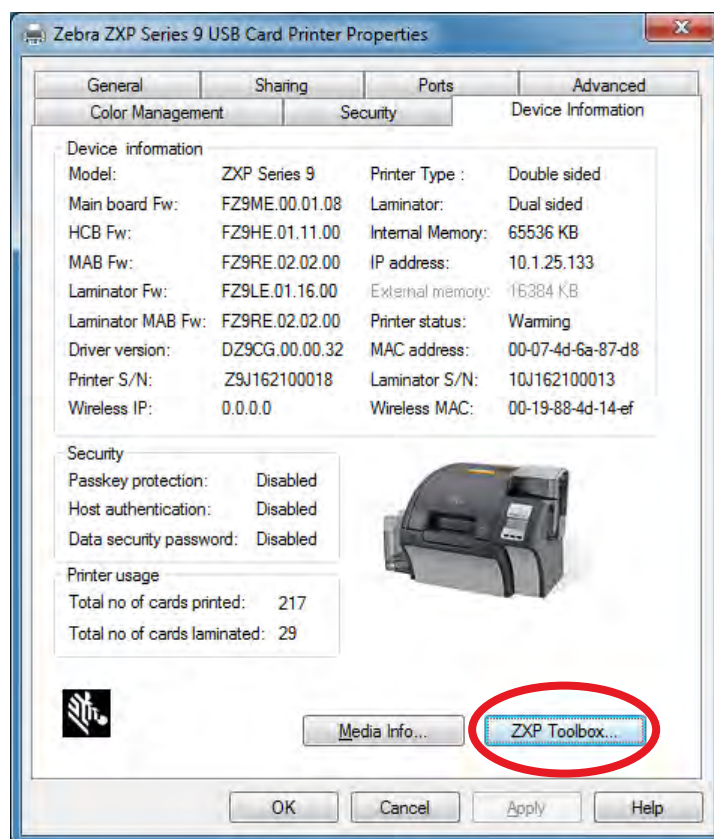 Zebra ZXP Series 9 USB Card Printer Properties
General Sharing Ports Advanced
Color Management Security Device Information
Device information
Model: ZXP Series 9 Printer Type : Double sided
Main board Fw: FZ9ME.00.01.08 Laminator: Dual sided
HCB Fw: FZ9HE.01.11.00 Internal Memory: 65536 KB
MAB Fw: FZ9RE.02.02.00 IP address: 10.1.25.133
Laminator Fw: FZ9LE.01.16.00 External memory: 16384 KB
Laminator MAB Fw: FZ9RE.02.02.00 Printer status: Warning
Driver version: DZ9CG.00.00.32 MAC address: 00-07-4d-6a-87-d8
Printer S/N: Z9J162100018 Laminator S/N: 10J162100013
Wireless IP: 0.0.0.0 Wireless MAC: 00-19-88-4d-14-ef
Security
Passkey protection: Disabled
Host authentication: Disabled
Data security password: Disabled
Printer usage
Total no of cards printed: 217
Total no of cards laminated: 29
Media Info... ZXP Toolbox...
OK Cancel Apply Help